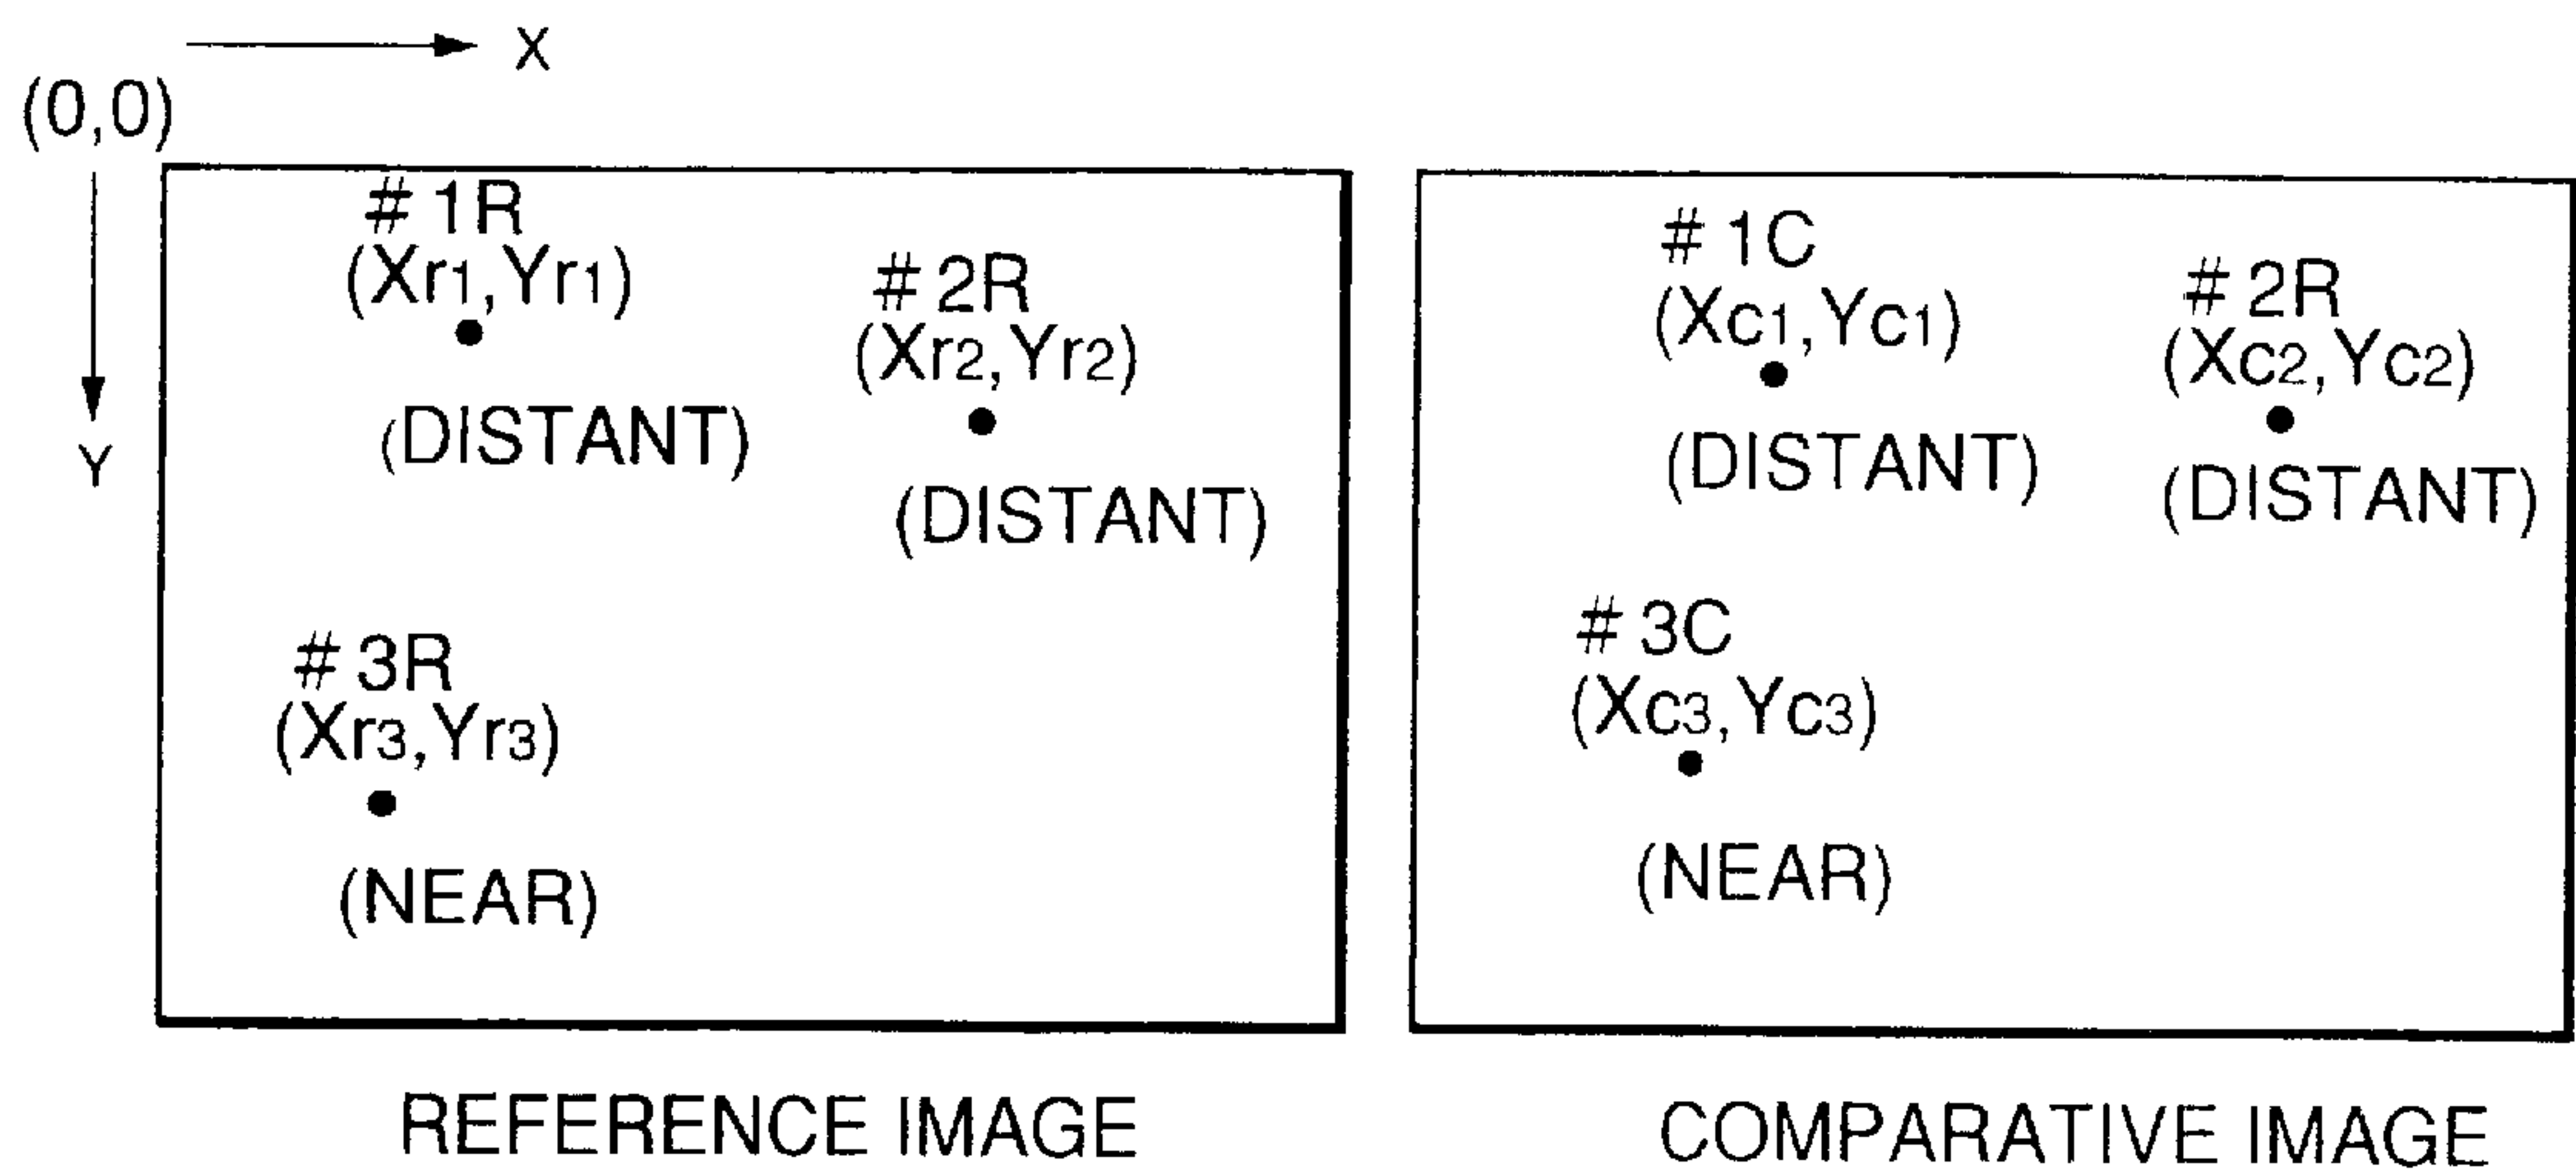 X
(0,0)
Y
# 1R
(Xr1,Yr1)
(DISTANT)
# 2R
(Xr2,Yr2)
(DISTANT)
# 3R
(Xr3,Yr3)
(NEAR)
REFERENCE IMAGE
# 1C
(Xc1,Yc1)
(DISTANT)
# 2R
(Xc2,Yc2)
(DISTANT)
# 3C
(Xc3,Yc3)
(NEAR)
COMPARATIVE IMAGE